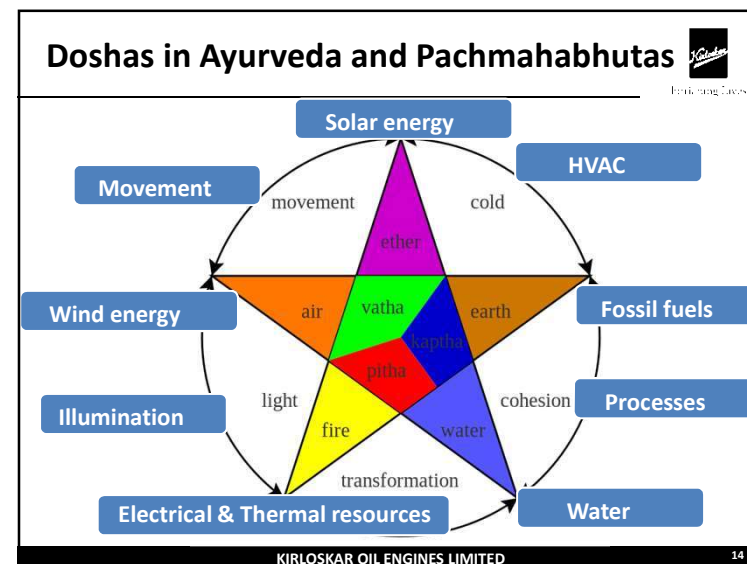 Doshas in Ayurveda and Pachmahabhutas
Kirloskar
Solar energy
HVAC
Movement
movement
cold
ether
Wind energy
air
vatha
kaptha
earth
Fossil fuels
pitha
Illumination
light
fire
water
cohesion
Processes
transformation
Electrical & Thermal resources
Water
KIRLOSKAR OIL ENGINES LIMITED
14